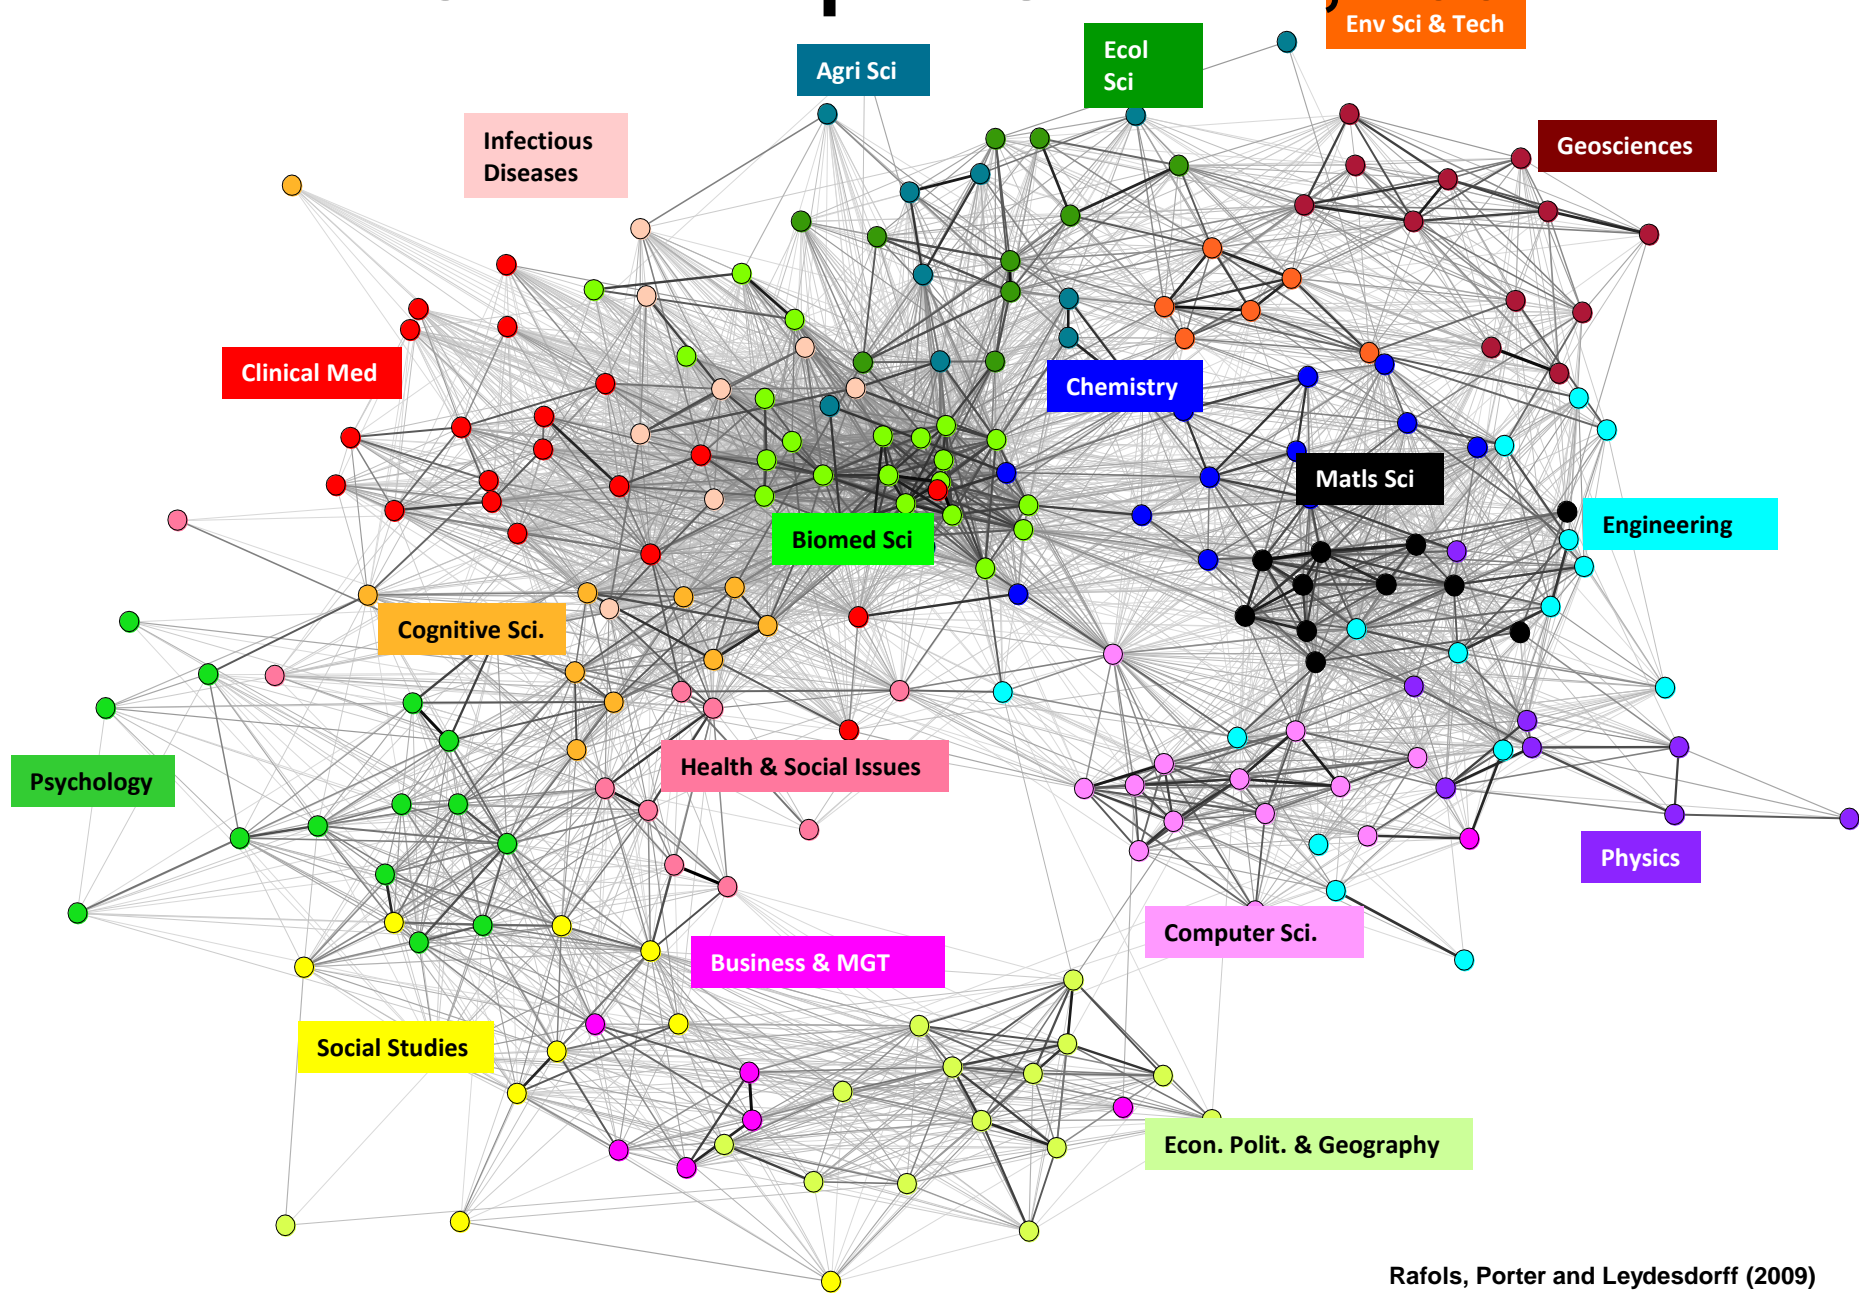 Env Sci & Tech
Agri Sci
Ecol
Sci
Infectious
Diseases
Geosciences
Clinical Med
Chemistry
Matls Sci
Engineering
Biomed Sci
Cognitive Sci.
Psychology
Health & Social Issues
Physics
Computer Sci.
Business & MGT
Social Studies
Econ. Polit. & Geography
Rafols, Porter and Leydesdorff (2009)